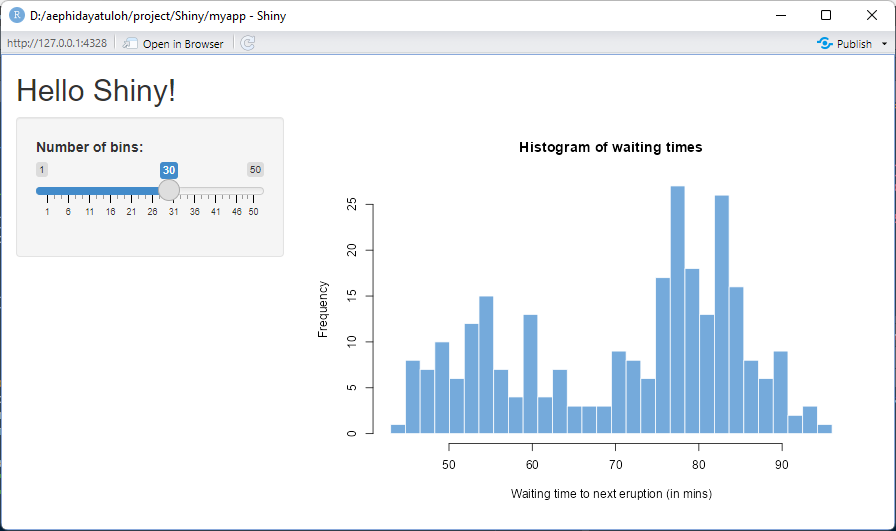 D:/aephidayatuloh/project/Shiny/myapp - Shiny
http://127.0.0.1:4328 Open in Browser Publish
Hello Shiny!
Number of bins:
1 30 50
1 6 11 16 21 26 31 36 41 46 50
Histogram of waiting times
Frequency
25
20
15
10
5
0
50 60 70 80 90
Waiting time to next eruption (in mins)